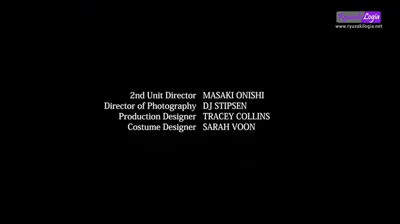 Logia
www.ryuzakilogia.net
2nd Unit Director MASAKI ONISHI
Director of Photography DJ STIPSEN
Production Designer TRACEY COLLINS
Costume Designer SARAH VOON